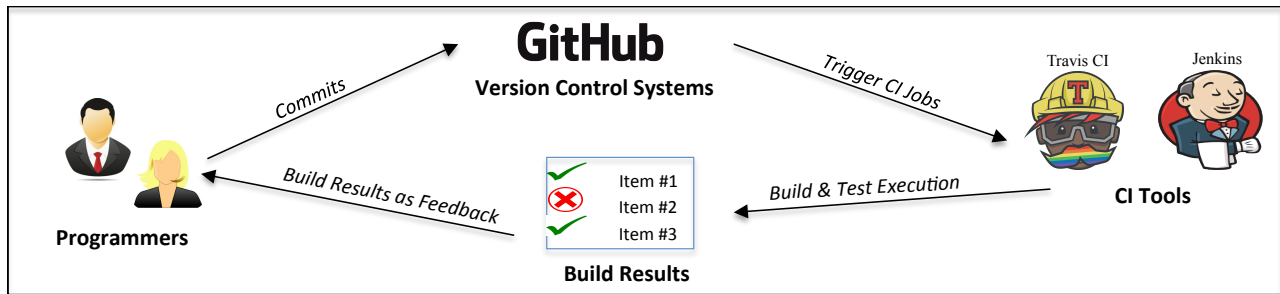 GitHub
Version Control Systems
Commits
Trigger CI Jobs
Travis CI
Jenkins
T
CI Tools
Build & Test Execution
Item #1
Item #2
Item #3
Build Results
Build Results as Feedback
Programmers